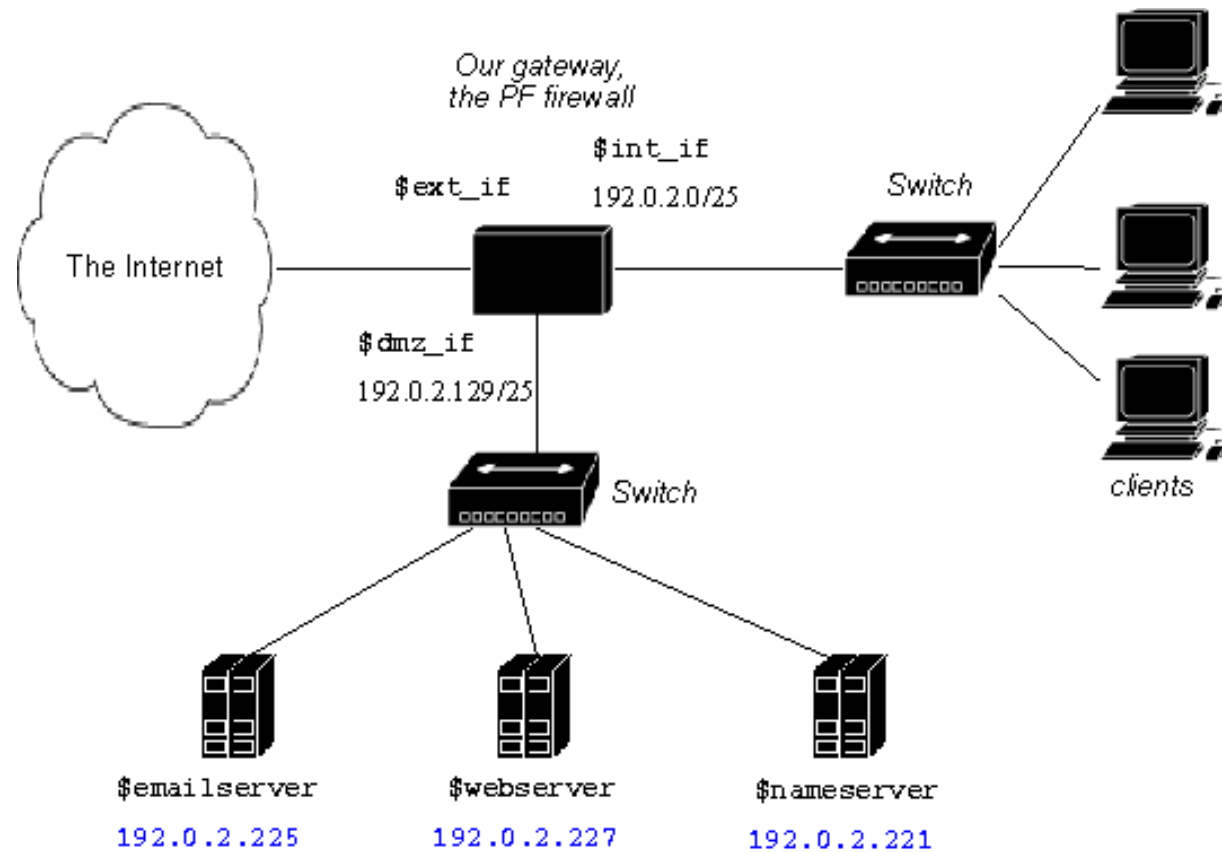 Our gateway,
the PF firewall
$int_if
192.0.2.0/25
$ext_if
Switch
The Internet
$dmz_if
192.0.2.129/25
Switch
clients
$emailserver
192.0.2.225
$webserver
192.0.2.227
$nameserver
192.0.2.221